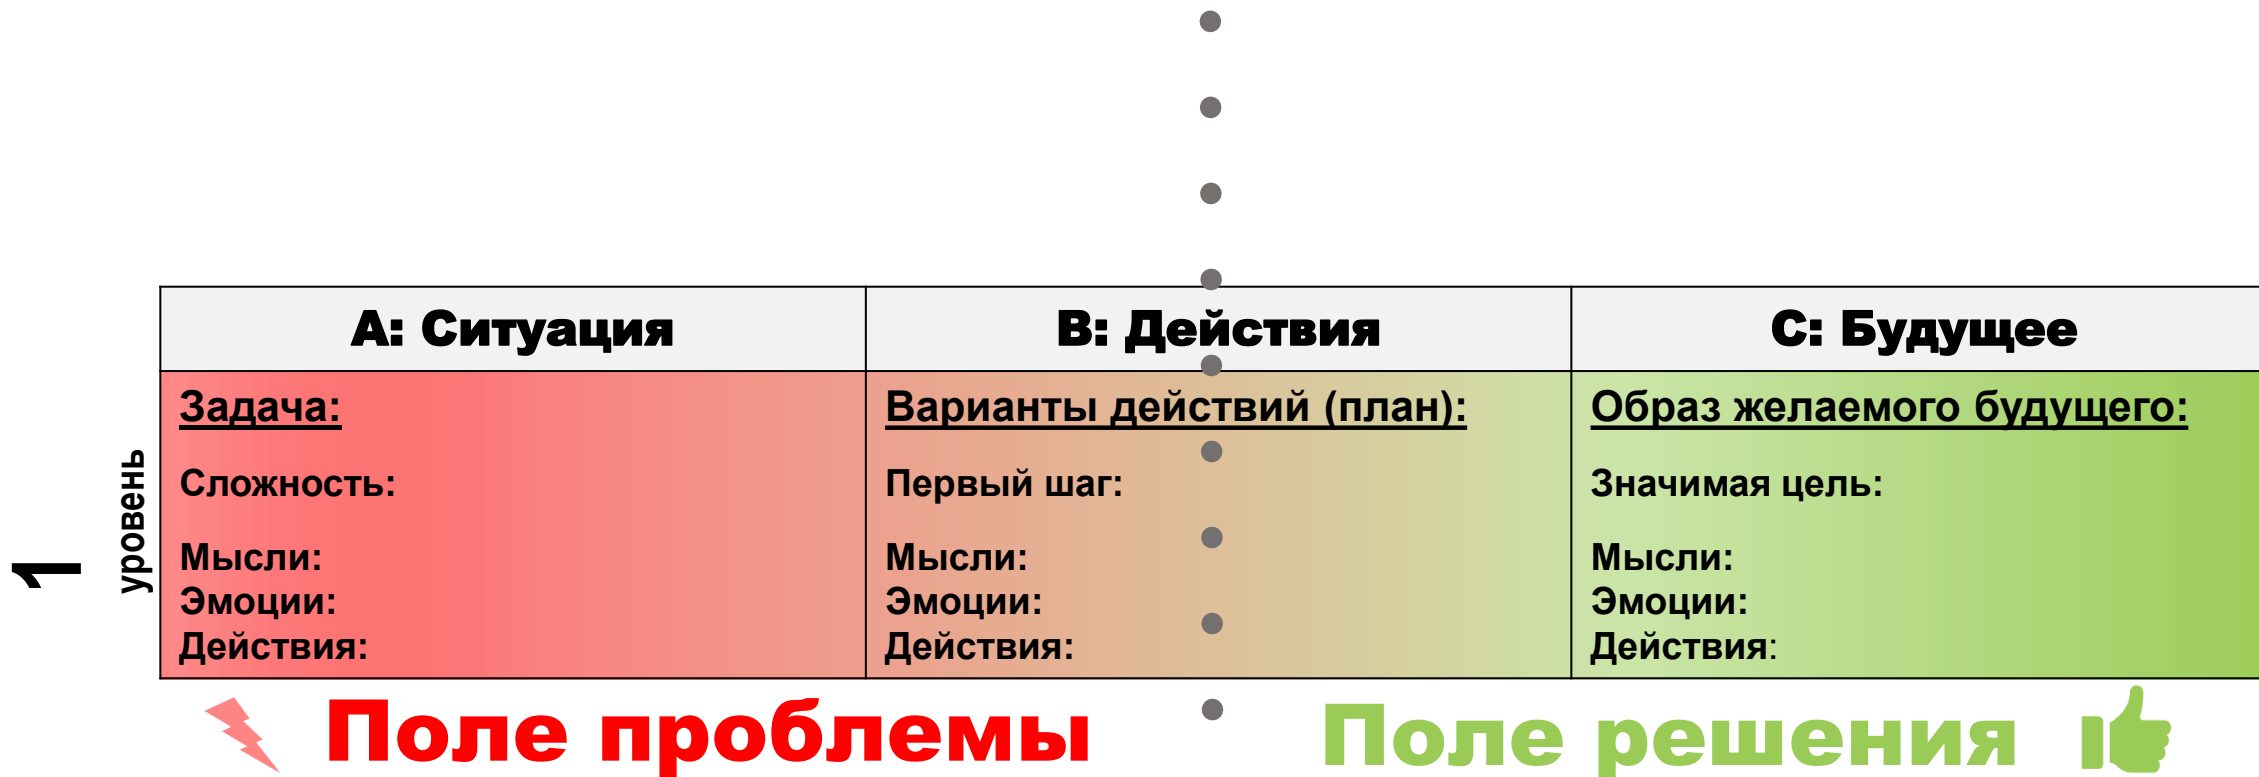 А: Ситуация
В: Действия
С: Будущее
1
уровень
Задача:
Сложность:
Мысли:
Эмоции:
Действия:
Варианты действий (план):
Первый шаг:
Мысли:
Эмоции:
Действия:
Образ желаемого будущего:
Значимая цель:
Мысли:
Эмоции:
Действия:
Поле проблемы
Поле решения